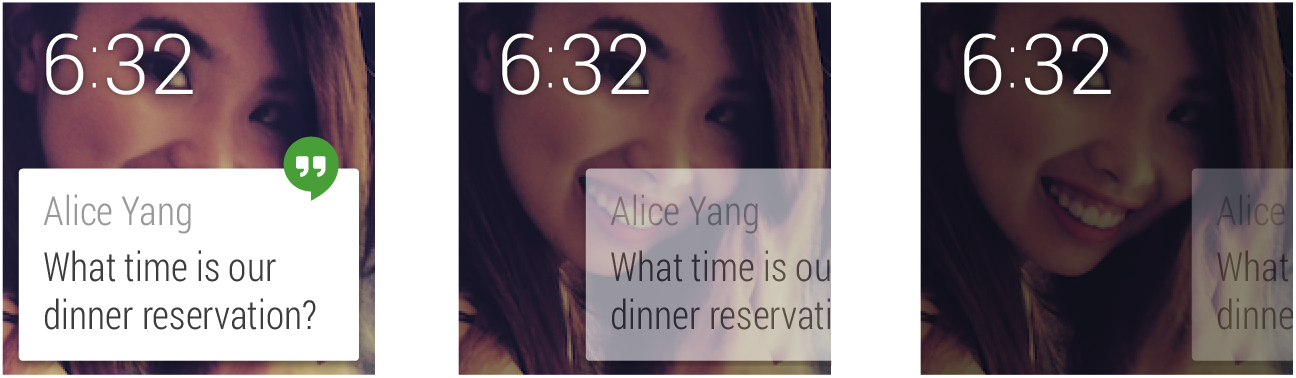 6:32
Alice Yang
What time is our
dinner reservation?
6:32
Alice Yang
What time is ou
dinner reservati
6:32
Alice
What
dinne